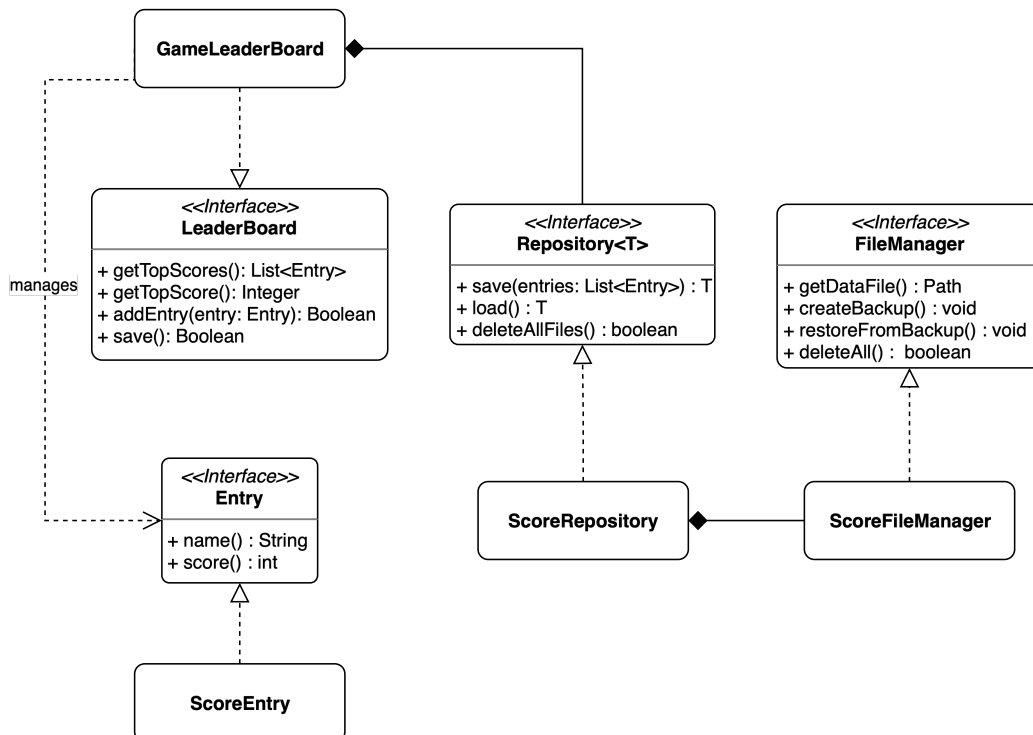 GameLeaderBoard
manages
<<Interface>>
LeaderBoard
+ getTopScores(): List<Entry>
+ getTopScore(): Integer
+ addEntry(entry: Entry): Boolean
+ save(): Boolean
<<Interface>>
Repository<T>
+ save(entries: List<Entry>) : T
+ load() : T
+ deleteAllFiles() : boolean
<<Interface>>
FileManager
+ getDataFile() : Path
+ createBackup() : void
+ restoreFromBackup() : void
+ deleteAll() :  boolean
<<Interface>>
Entry
+ name() : String
+ score() : int
ScoreRepository
ScoreFileManager
ScoreEntry